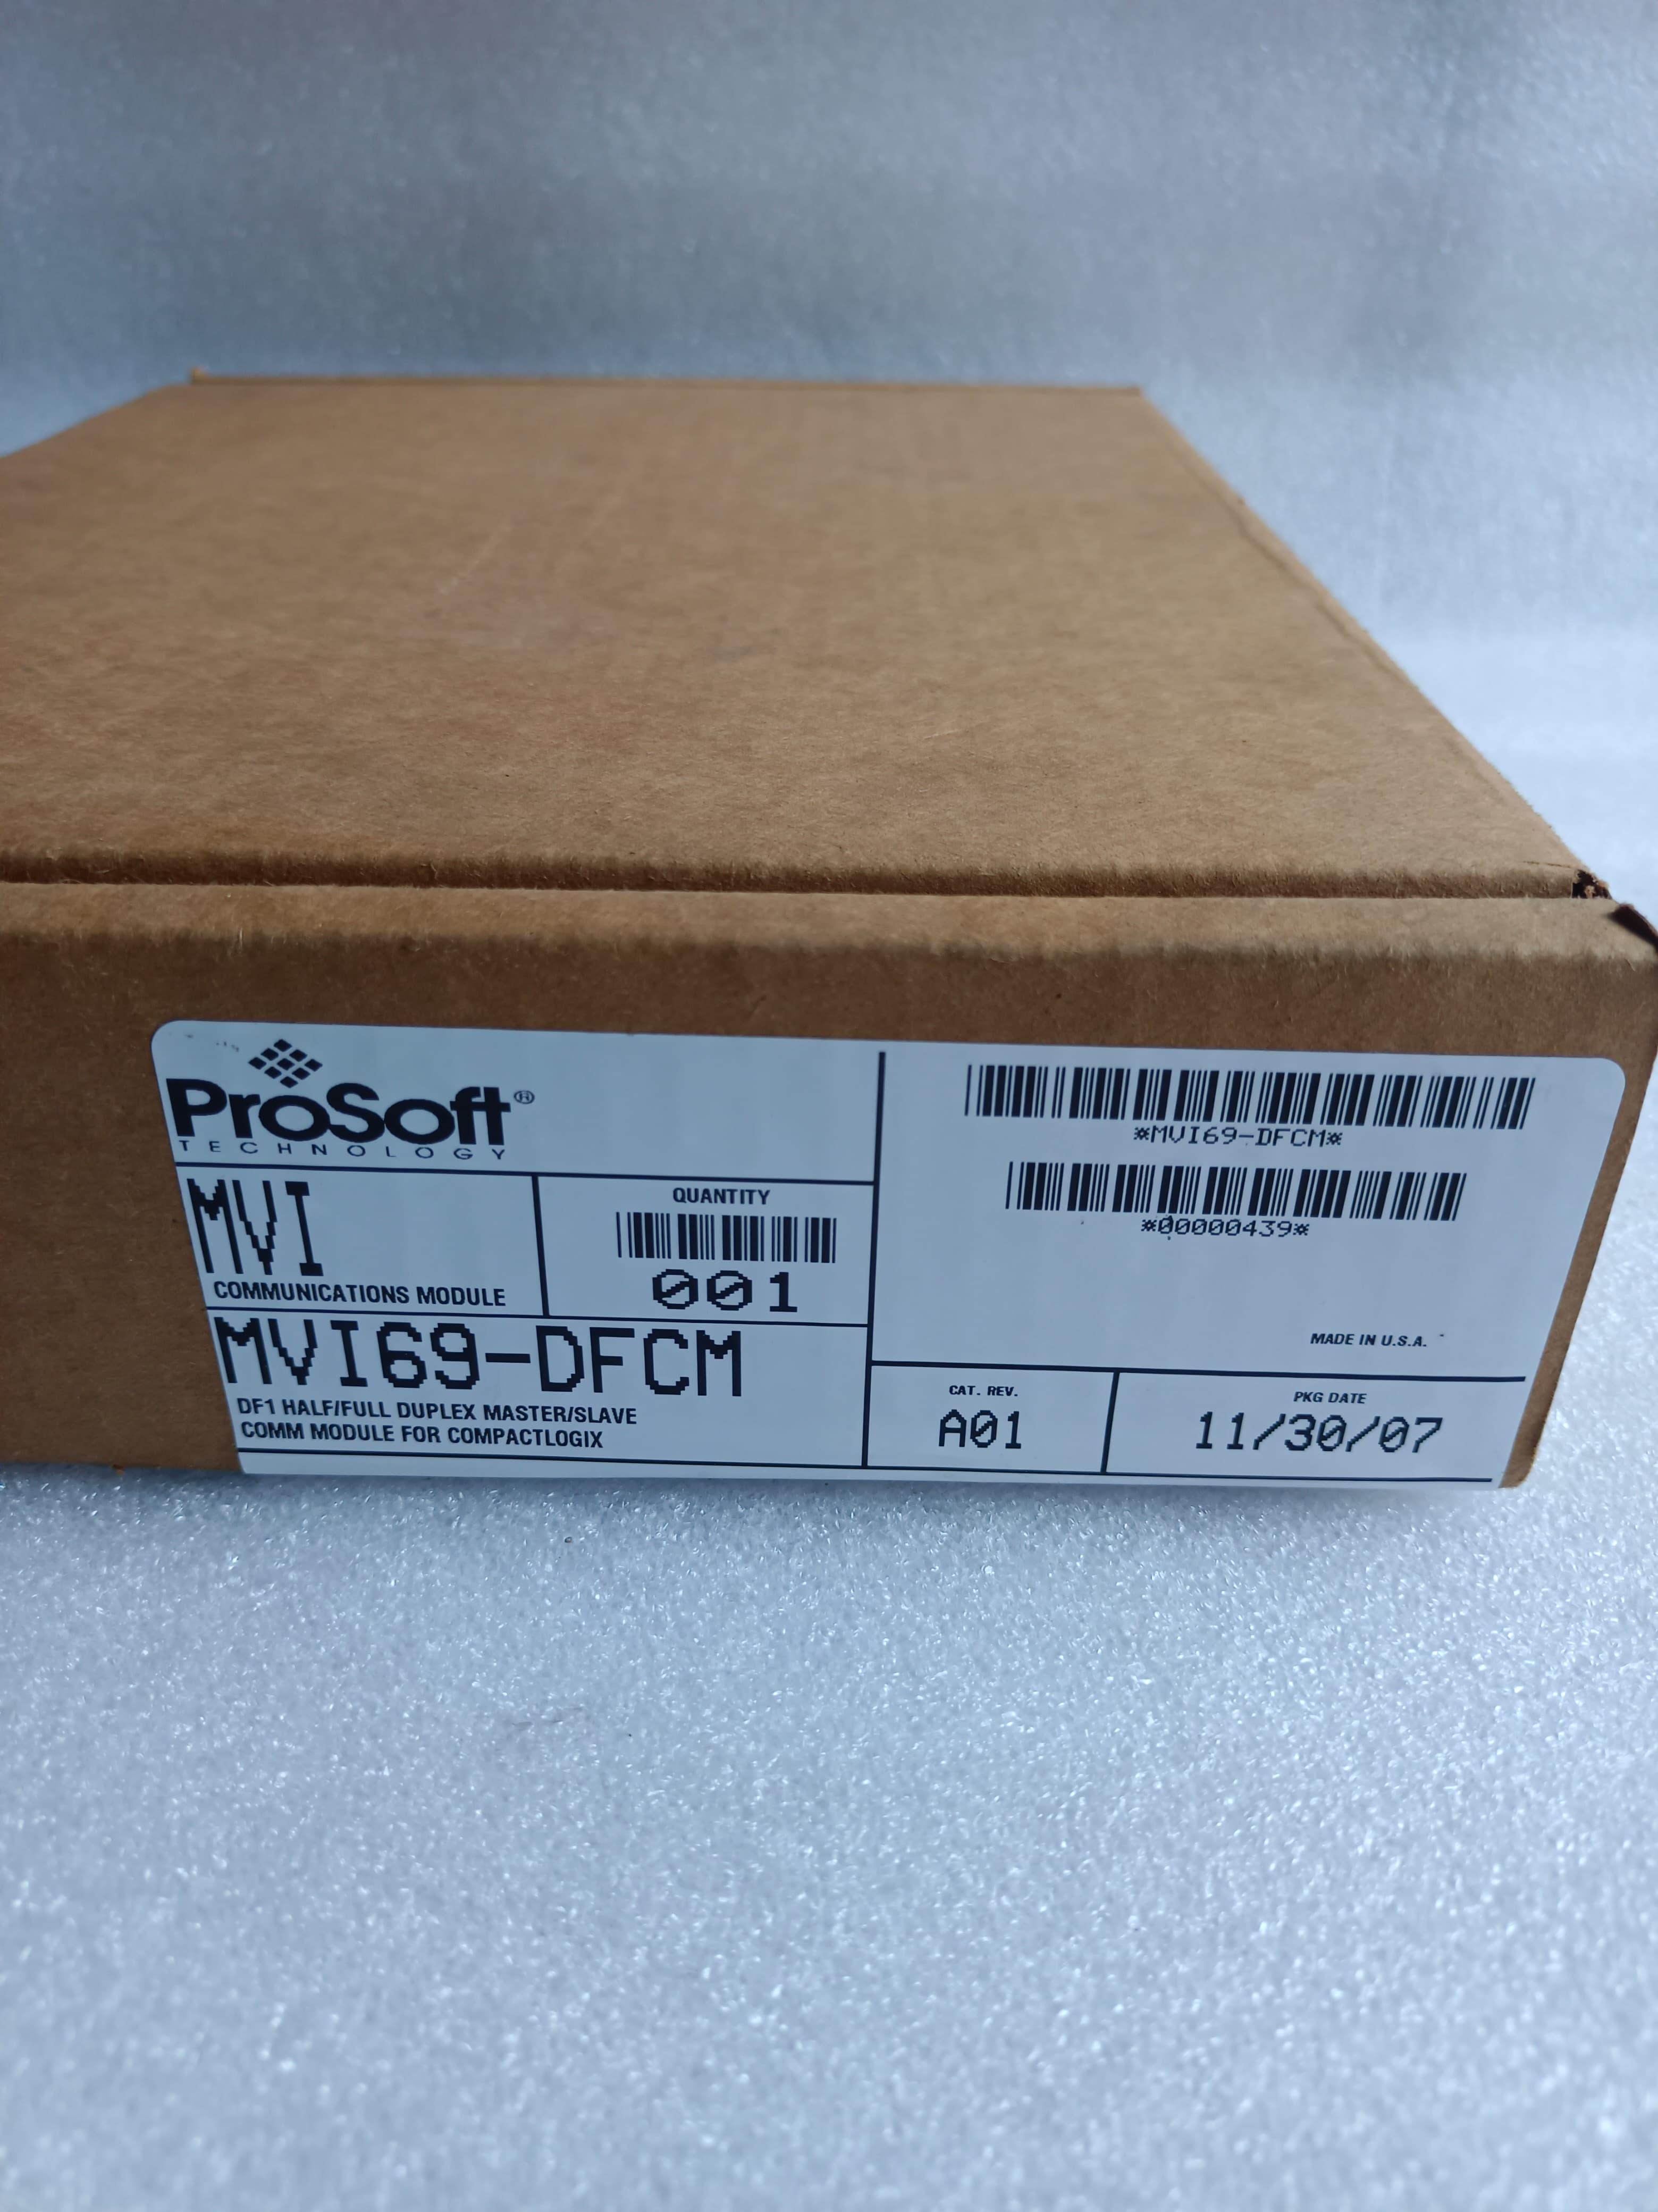 ProSoft®
TECHNOLOGY
MVI
COMMUNICATIONS MODULE
QUANTITY
001
MVI69-DFCM
DF1 HALF/FULL DUPLEX MASTER/SLAVE
COMM MODULE FOR COMPACTLOGIX
*MVI69-DFCM*
*00000439*
MADE IN U.S.A.
CAT. REV.
A01
PKG DATE
11/30/07